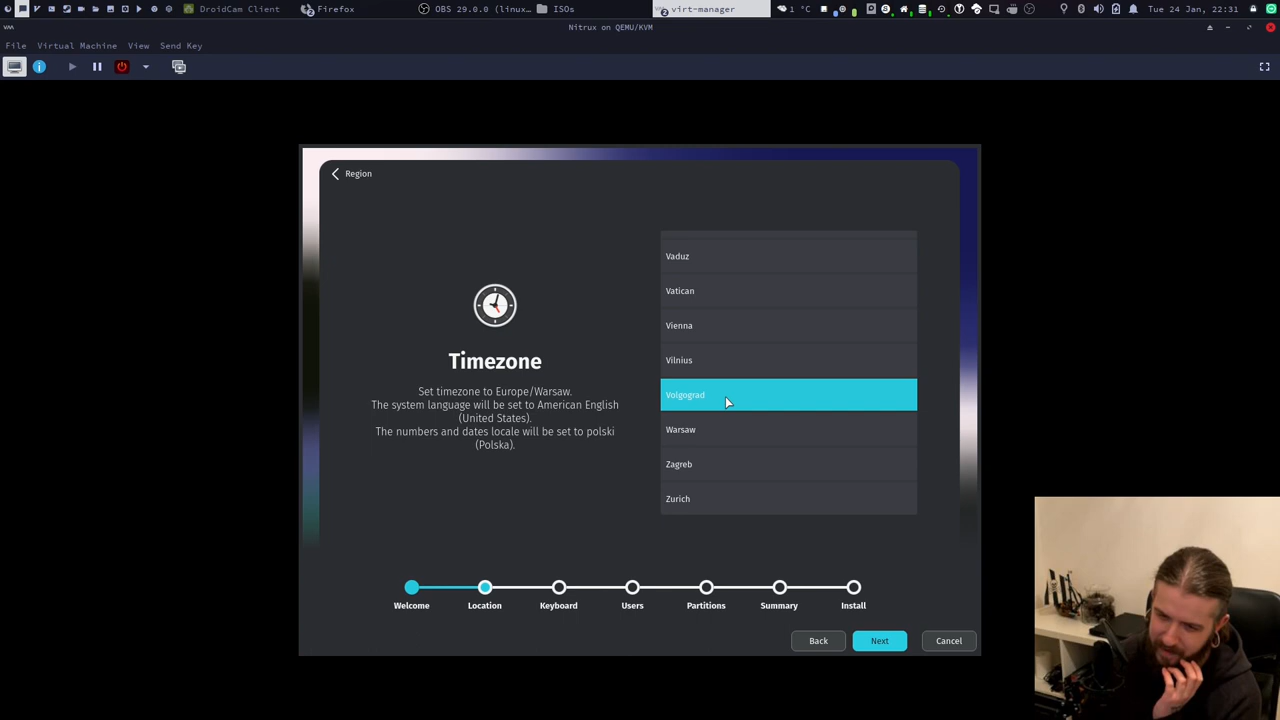 DroidCam Client
Firefox
OBS 29.0.0 (linux...
ISOs
virt-manager
1 °C
Tue 24 Jan, 22:31
Nitrux on QEMU/KVM
File Virtual Machine View Send Key
Region
Vaduz
Vatican
Vienna
Vilnius
Volgograd
Warsaw
Zagreb
Zurich
Timezone
Set timezone to Europe/Warsaw.
The system language will be set to American English
(United States).
The numbers and dates locale will be set to polski
(Polska).
Welcome Location Keyboard Users Partitions Summary Install
Back Next Cancel